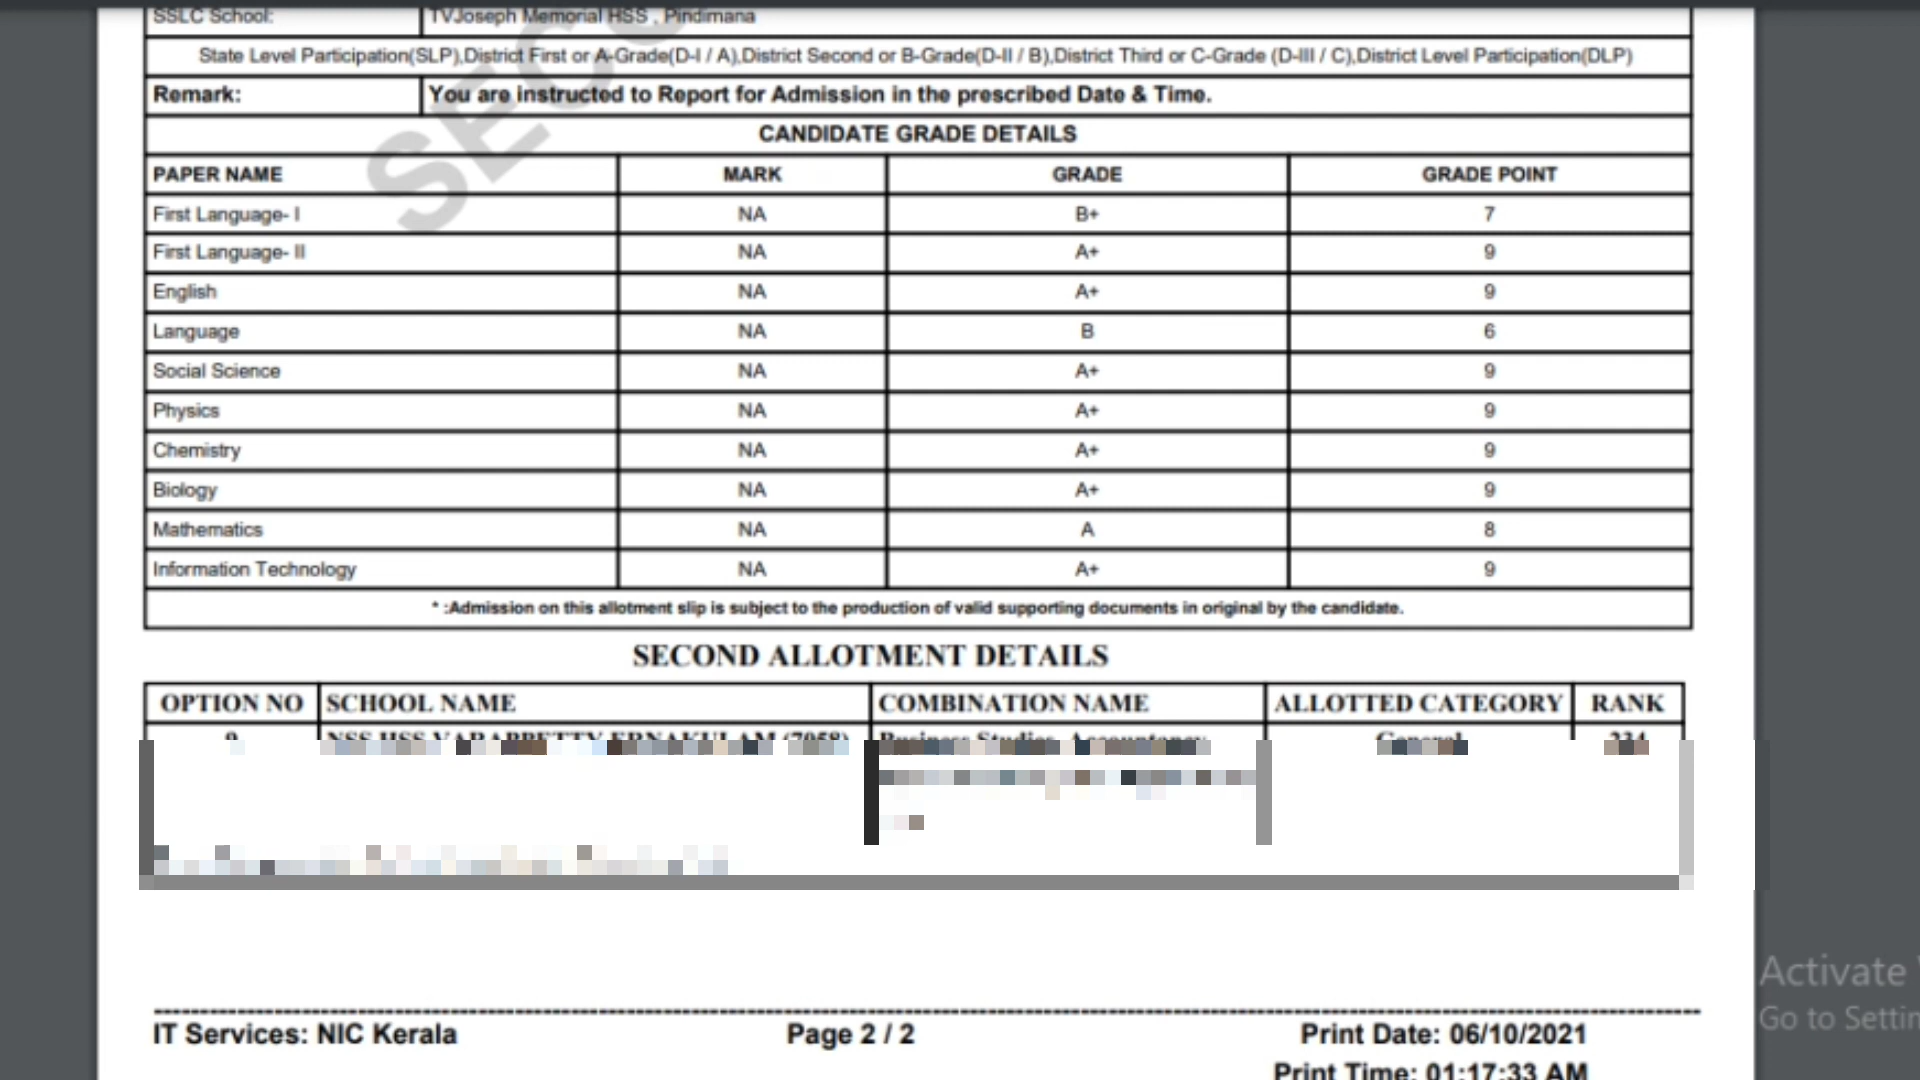 SSLC School: TVJoseph Memorial HSS , Pindimana
State Level Participation(SLP),District First or A-Grade(D-I / A),District Second or B-Grade(D-II / B),District Third or C-Grade (D-III / C),District Level Participation(DLP)
Remark: You are instructed to Report for Admission in the prescribed Date & Time.
CANDIDATE GRADE DETAILS
PAPER NAME MARK GRADE GRADE POINT
First Language- I NA B+ 7
First Language- II NA A+ 9
English NA A+ 9
Language NA B 6
Social Science NA A+ 9
Physics NA A+ 9
Chemistry NA A+ 9
Biology NA A+ 9
Mathematics NA A 8
Information Technology NA A+ 9
* :Admission on this allotment slip is subject to the production of valid supporting documents in original by the candidate.
SECOND ALLOTMENT DETAILS
OPTION NO SCHOOL NAME COMBINATION NAME ALLOTTED CATEGORY RANK
Business Studies, Accountancy, General
IT Services: NIC Kerala Page 2 / 2 Print Date: 06/10/2021
Print Time: 01:17:33 AM
Activate
Go to